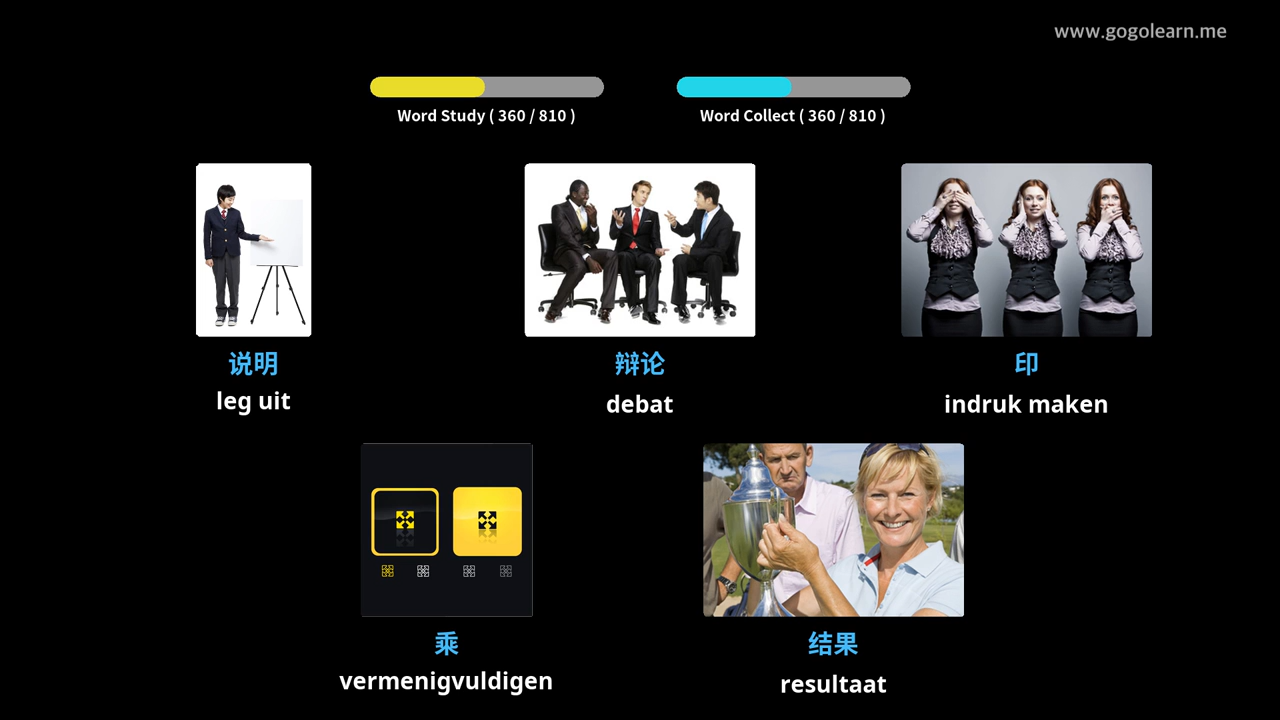 www.gogolearn.me
Word Study ( 360 / 810 )
Word Collect ( 360 / 810 )
说明
leg uit
辩论
debat
印
indruk maken
乘
vermenigvuldigen
结果
resultaat